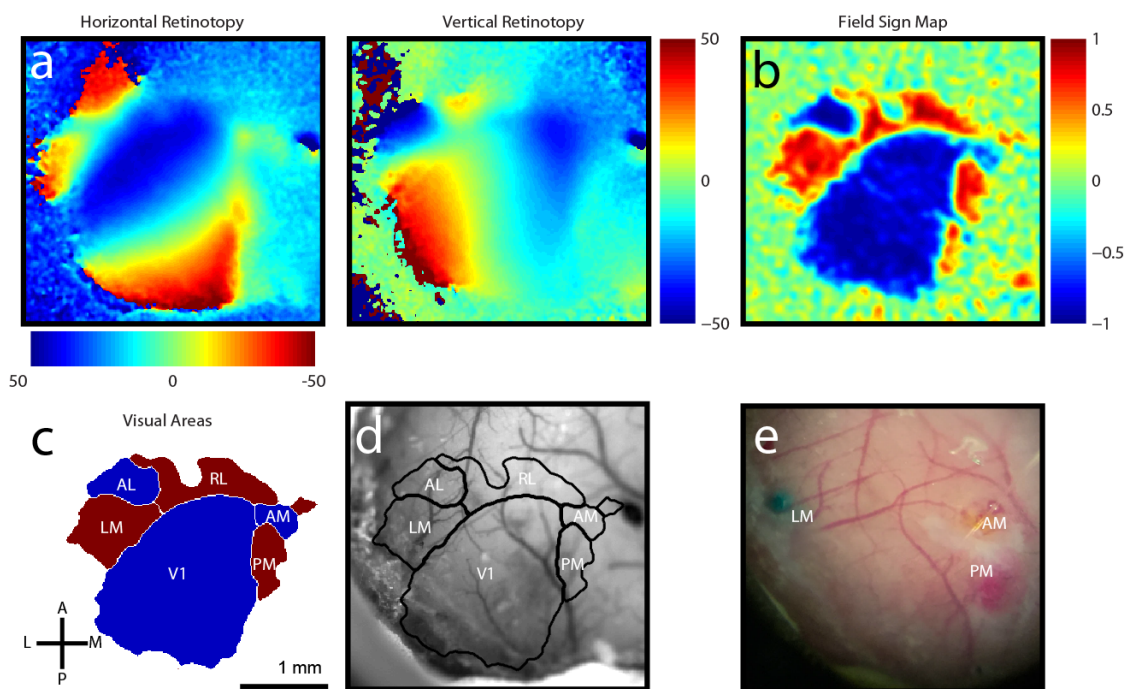 Horizontal Retinotopy
Vertical Retinotopy
Field Sign Map
a
b
50
0
−50
1
0.5
0
−0.5
−1
50
0
-50
Visual Areas
c
d
e
AL
RL
LM
AM
V1
PM
A
L
M
P
1 mm
AL
RL
LM
AM
V1
PM
LM
AM
PM